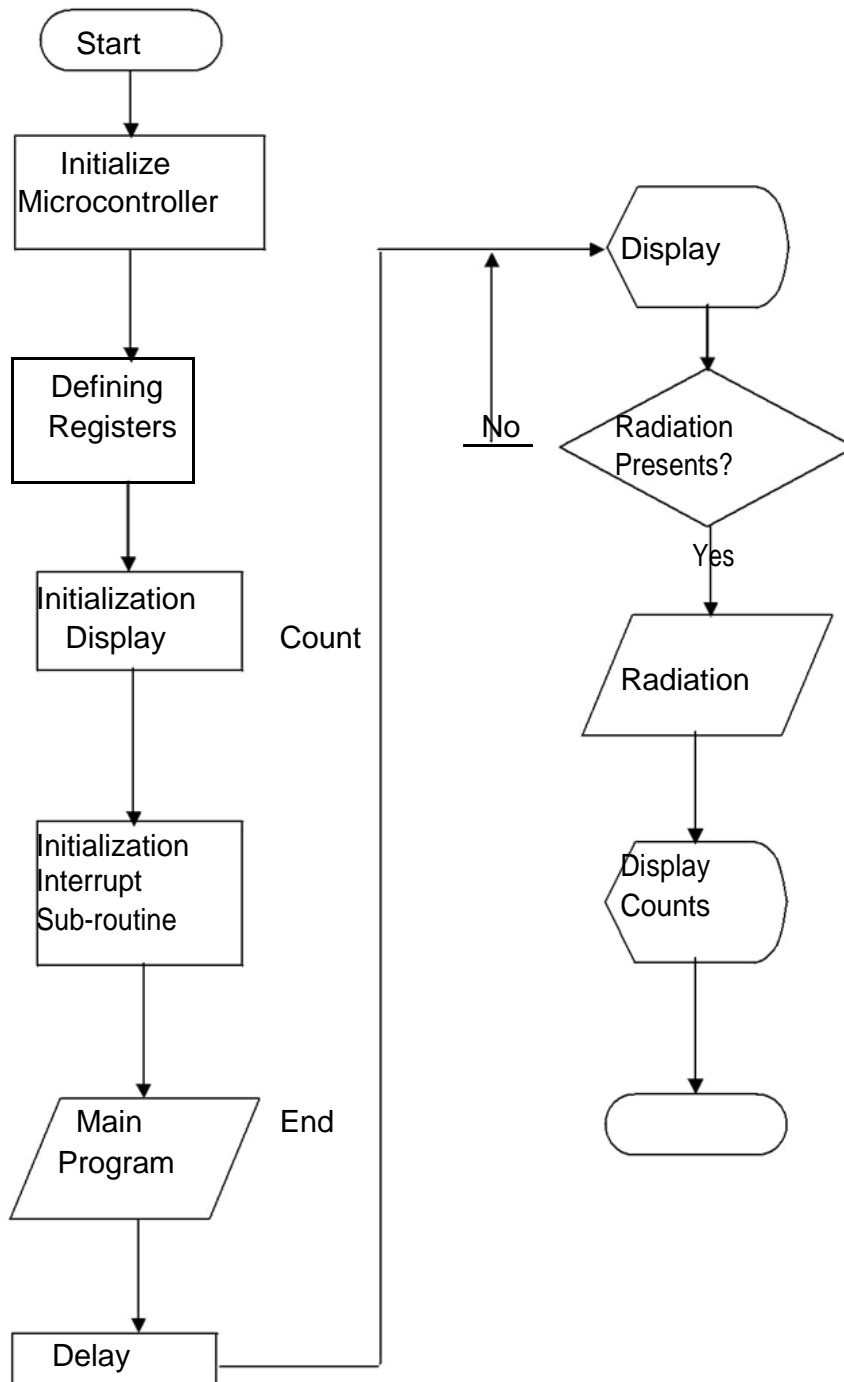 Start
Initialize
Microcontroller
Defining
Registers
Initialization
Display
Count
Initialization
Interrupt
Sub-routine
Main
Program
End
Delay
Display
No
Radiation
Presents?
Yes
Radiation
Display
Counts